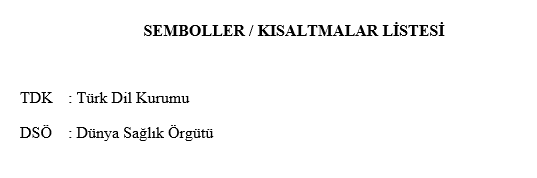 SEMBOLLER / KISALTMALAR LİSTESİ
TDK : Türk Dil Kurumu
DSÖ : Dünya Sağlık Örgütü